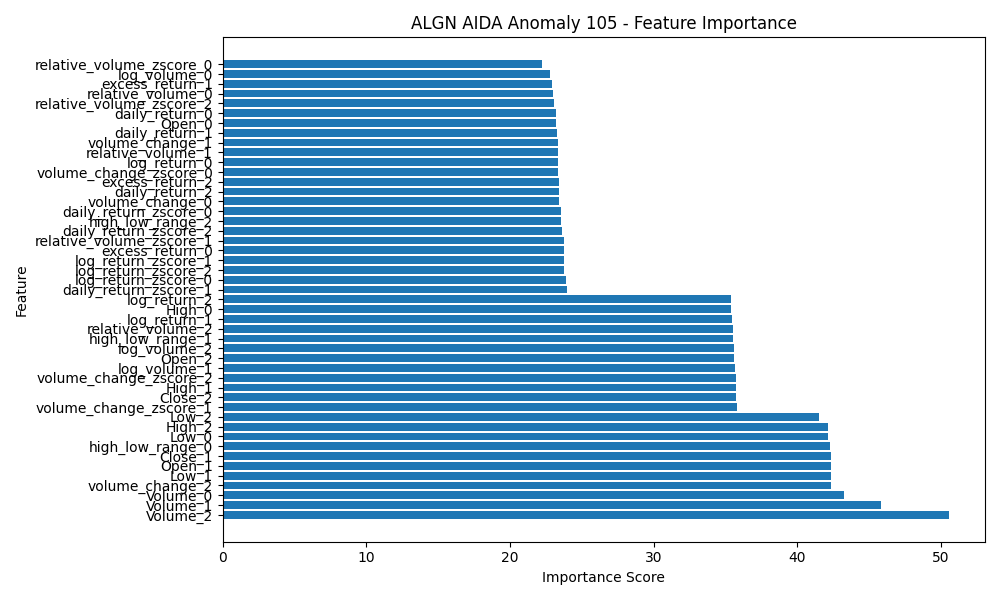 ALGN AIDA Anomaly 105 - Feature Importance
relative_volume_zscore_0
log_volume_0
excess_return_1
relative_volume_0
relative_volume_zscore_2
daily_return_0
Open_0
daily_return_1
volume_change_1
relative_volume_1
log_return_0
volume_change_zscore_0
excess_return_2
daily_return_2
volume_change_0
daily_return_zscore_0
high_low_range_2
daily_return_zscore_2
relative_volume_zscore_1
excess_return_0
log_return_zscore_1
log_return_zscore_2
log_return_zscore_0
daily_return_zscore_1
log_return_2
High_0
log_return_1
relative_volume_2
high_low_range_1
log_volume_2
Open_2
log_volume_1
volume_change_zscore_2
High_1
Close_2
volume_change_zscore_1
Low_2
High_2
Low_0
high_low_range_0
Close_1
Open_1
Low_1
volume_change_2
Volume_0
Volume_1
Volume_2
Feature
0 10 20 30 40 50
Importance Score